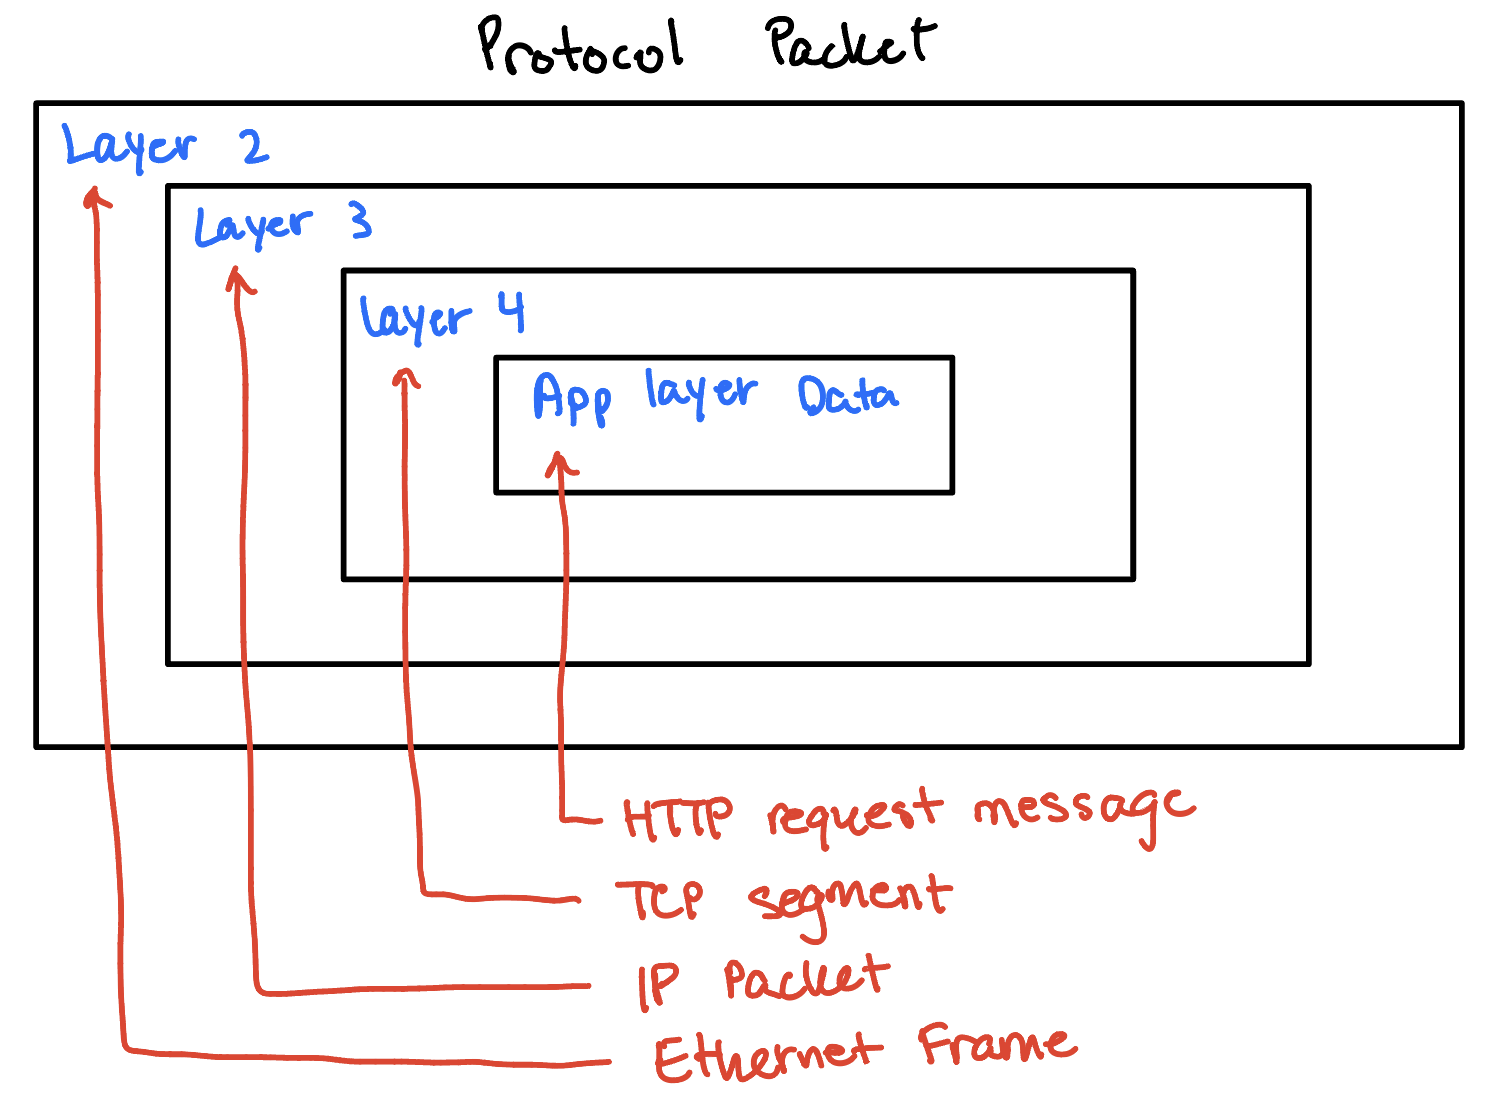 Protocol Packet
Layer 2
Layer 3
Layer 4
App layer Data
HTTP request message
TCP segment
IP Packet
Ethernet Frame